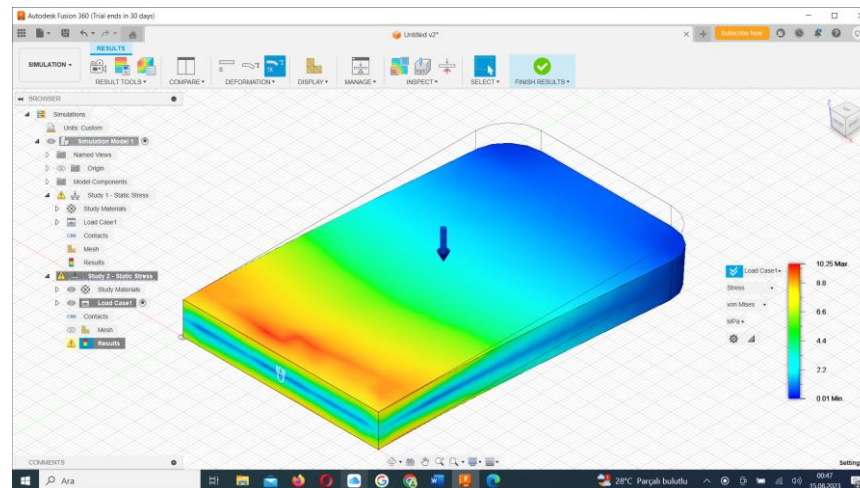 Autodesk Fusion 360 (Trial ends in 30 days)
Untitled v2*
Subscribe Now
RESULTS
SIMULATION
RESULT TOOLS
COMPARE
DEFORMATION
DISPLAY
MANAGE
INSPECT
SELECT
FINISH RESULTS
BROWSER
Simulations
Units: Custom
Simulation Model 1
Named Views
Origin
Model Components
Study 1 - Static Stress
Study Materials
Load Case1
Contacts
Mesh
Results
Study 2 - Static Stress
Study Materials
Load Case1
Contacts
Mesh
Results
Load Case1
Stress
von Mises
MPa
10.25 Max.
8.8
6.6
4.4
2.2
0.01 Min.
COMMENTS
Setting
Ara
28°C Parçalı bulutlu
00:47
15.08.2023